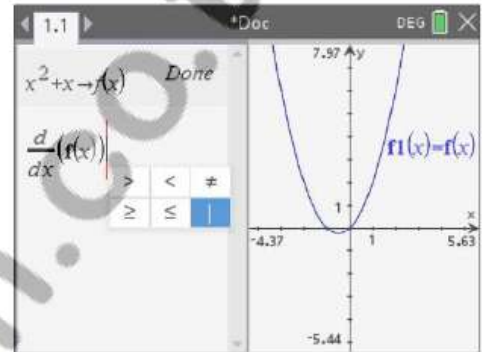 1.1 *Doc DEG
x²+x→f(x) Done
d/dx(f(x))|
> < ≠
≥ ≤ |
7.97 y
f1(x)=f(x)
1
x
-4.37 1 5.63
-5.44